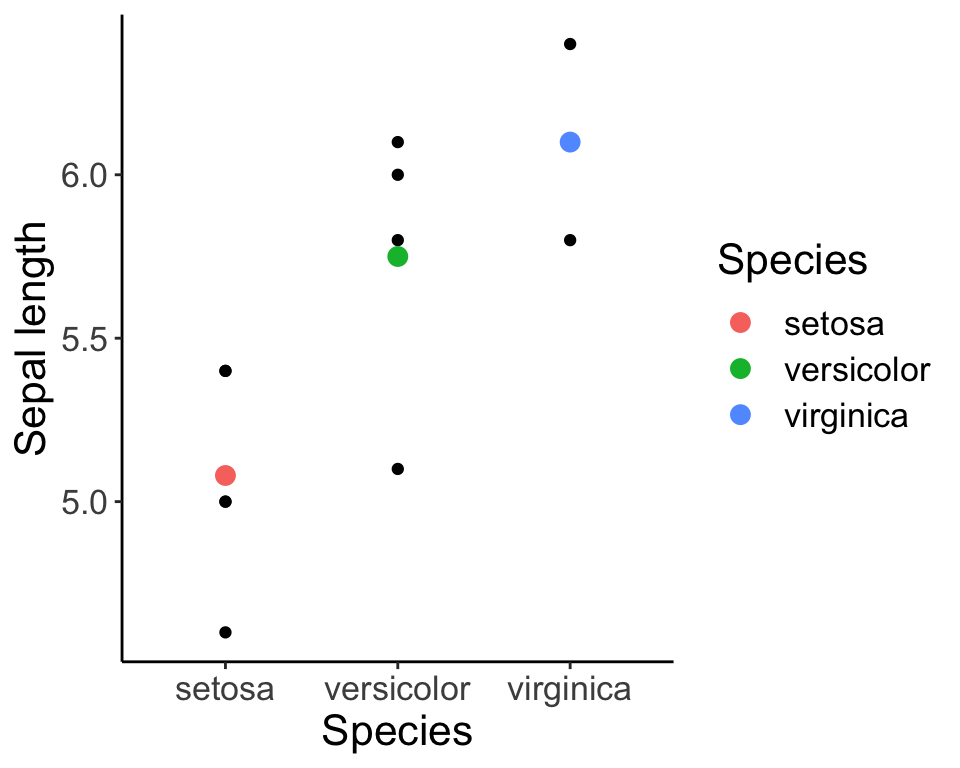 Sepal length
6.0
5.5
5.0
setosa versicolor virginica
Species
Species
setosa
versicolor
virginica